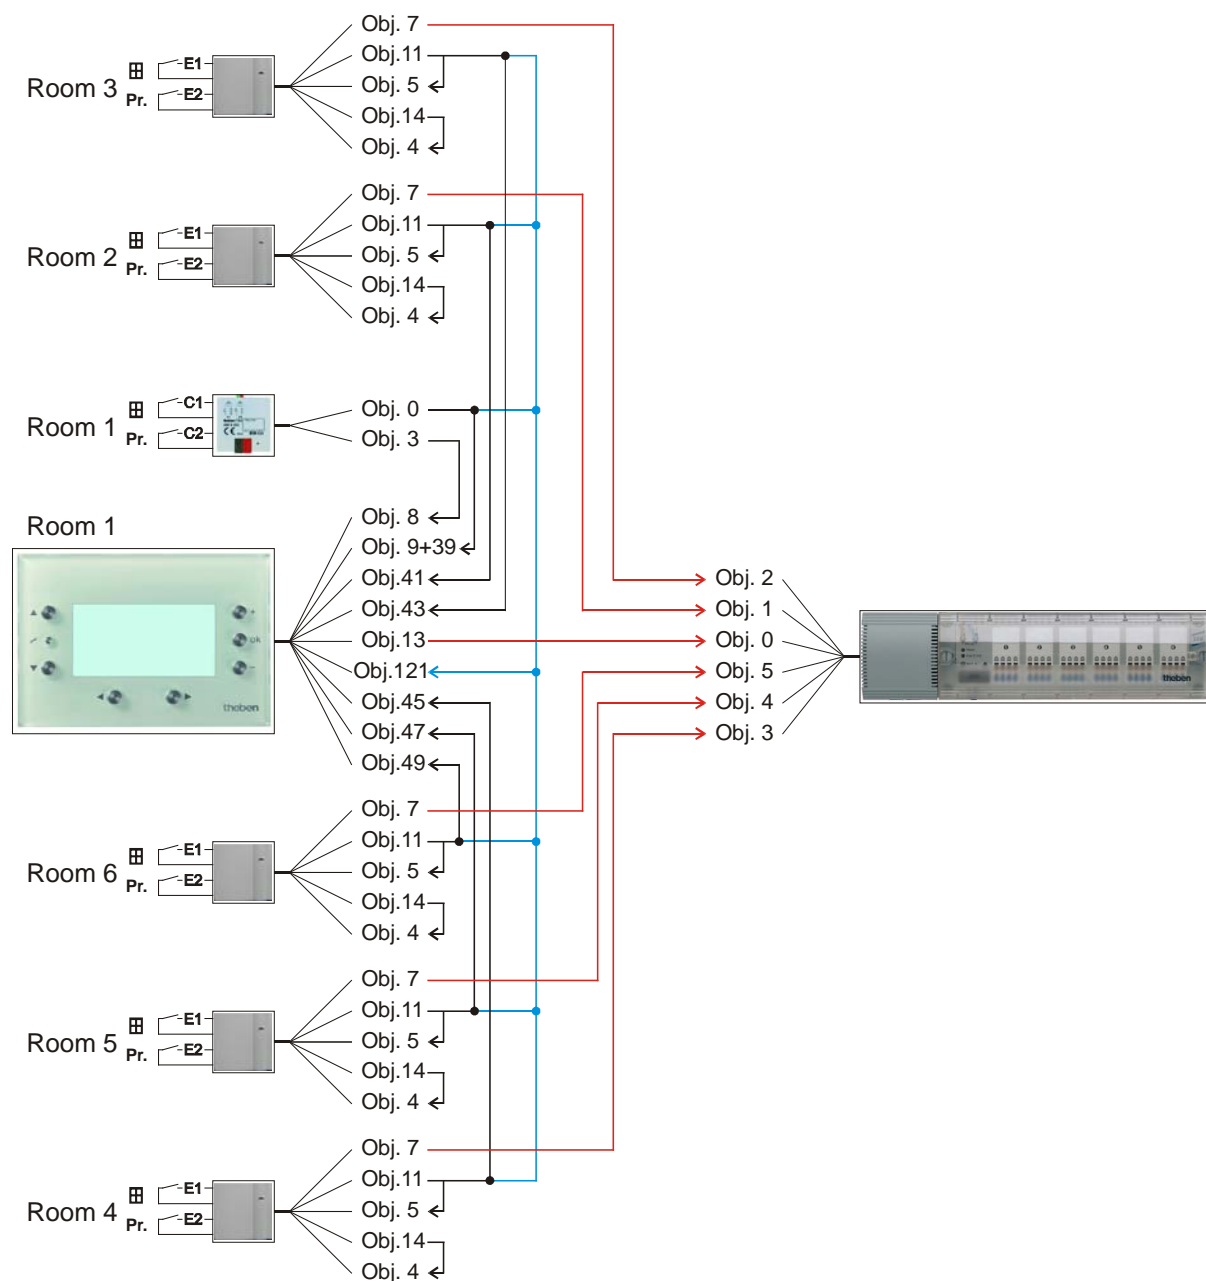 Obj. 7
Obj.11
Room 3 E1
Pr. E2
Obj. 5
Obj.14
Obj. 4
Obj. 7
Obj.11
Room 2 E1
Pr. E2
Obj. 5
Obj.14
Obj. 4
Room 1 C1
Pr. C2
Obj. 0
Obj. 3
Room 1
Obj. 8
Obj. 9+39
Obj.41
Obj.43
Obj.13
Obj.121
Obj.45
Obj.47
Obj.49
ok
theben
Obj. 2
Obj. 1
Obj. 0
Obj. 5
Obj. 4
Obj. 3
theben
Obj. 7
Obj.11
Room 6 E1
Pr. E2
Obj. 5
Obj.14
Obj. 4
Obj. 7
Obj.11
Room 5 E1
Pr. E2
Obj. 5
Obj.14
Obj. 4
Obj. 7
Obj.11
Room 4 E1
Pr. E2
Obj. 5
Obj.14
Obj. 4